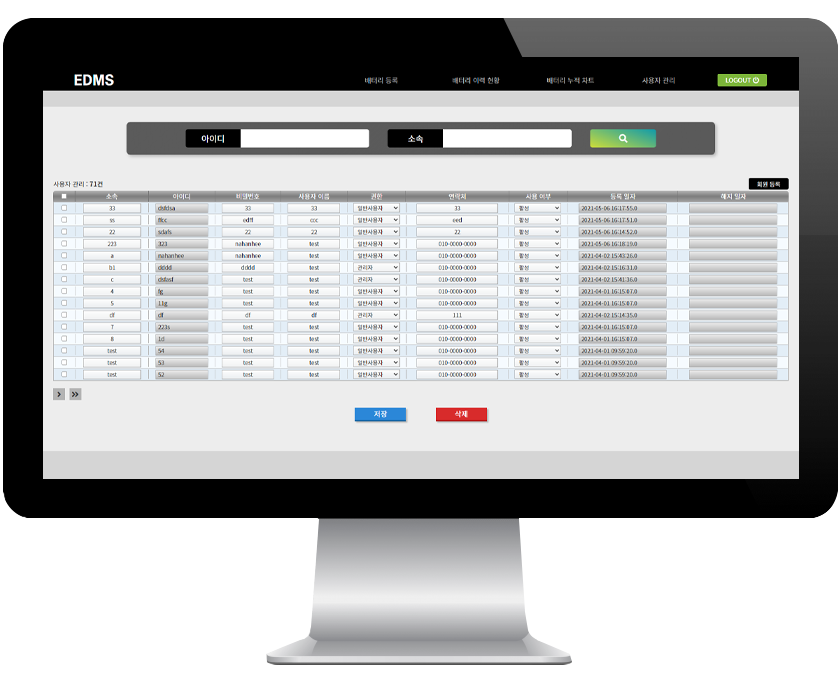 EDMS 배터리 등록 배터리 이력 현황 배터리 누적 차트 사용자 관리 LOGOUT
아이디 소속
사용자 관리 : 71건 회원 등록
소속 아이디 비밀번호 사용자 이름 권한 연락처 사용 여부 등록 일자 해지 일자
33 dsfdsa 33 33 일반사용자 33 활성 2021-05-06 16:17:55.0
ss ffcc edff ccc 일반사용자 eed 활성 2021-05-06 16:17:51.0
22 sdafs 22 22 일반사용자 22 활성 2021-05-06 16:14:52.0
223 323 nahanhee test 일반사용자 010-0000-0000 활성 2021-05-06 16:18:19.0
a nahanhee nahanhee test 일반사용자 010-0000-0000 활성 2021-04-02 15:43:26.0
b1 dddd dddd test 관리자 010-0000-0000 활성 2021-04-02 15:16:31.0
c dsfasf test test 관리자 010-0000-0000 활성 2021-04-02 15:41:36.0
4 fg test test 일반사용자 010-0000-0000 활성 2021-04-01 16:15:07.0
5 11g test test 일반사용자 010-0000-0000 활성 2021-04-01 16:15:07.0
df df df df 관리자 111 활성 2021-04-02 15:14:35.0
7 223s test test 일반사용자 010-0000-0000 활성 2021-04-01 16:15:07.0
8 1d test test 일반사용자 010-0000-0000 활성 2021-04-01 16:15:07.0
test 54 test test 일반사용자 010-0000-0000 활성 2021-04-01 09:59:20.0
test 53 test test 일반사용자 010-0000-0000 활성 2021-04-01 09:59:20.0
test 52 test test 일반사용자 010-0000-0000 활성 2021-04-01 09:59:20.0
저장 삭제